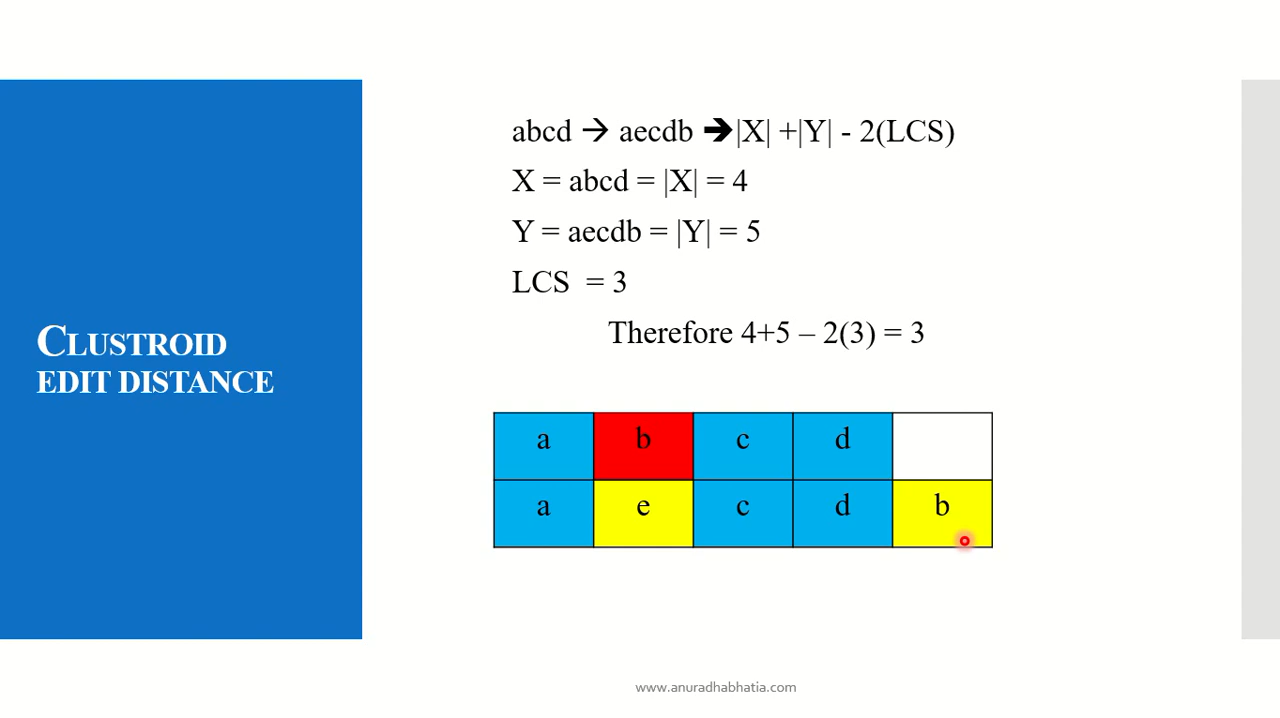 abcd → aecdb ➔|X| +|Y| - 2(LCS)
X = abcd = |X| = 4
Y = aecdb = |Y| = 5
LCS = 3
Therefore 4+5 – 2(3) = 3
CLUSTROID
EDIT DISTANCE
a b c d
a e c d b
www.anuradhabhatia.com